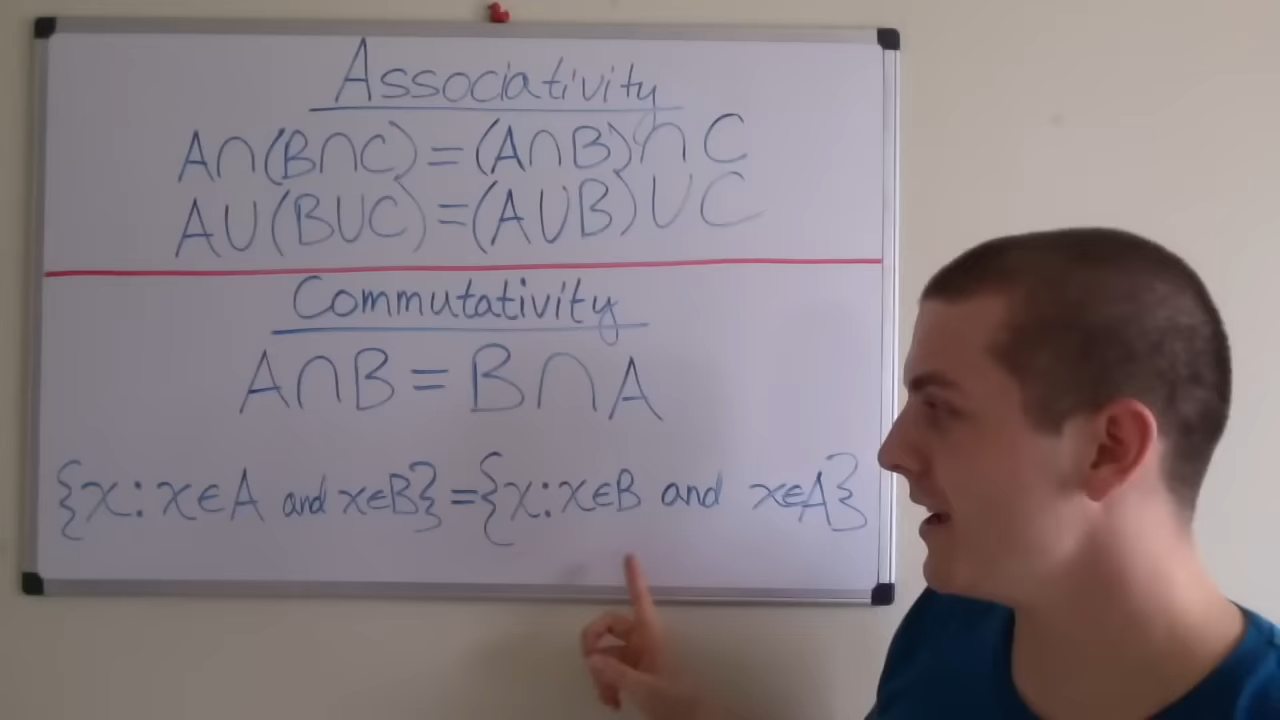 Associativity
A∩(B∩C)=(A∩B)∩C
A∪(B∪C)=(A∪B)∪C
Commutativity
A∩B=B∩A
{x:x∈A and x∈B}={x:x∈B and x∈A}